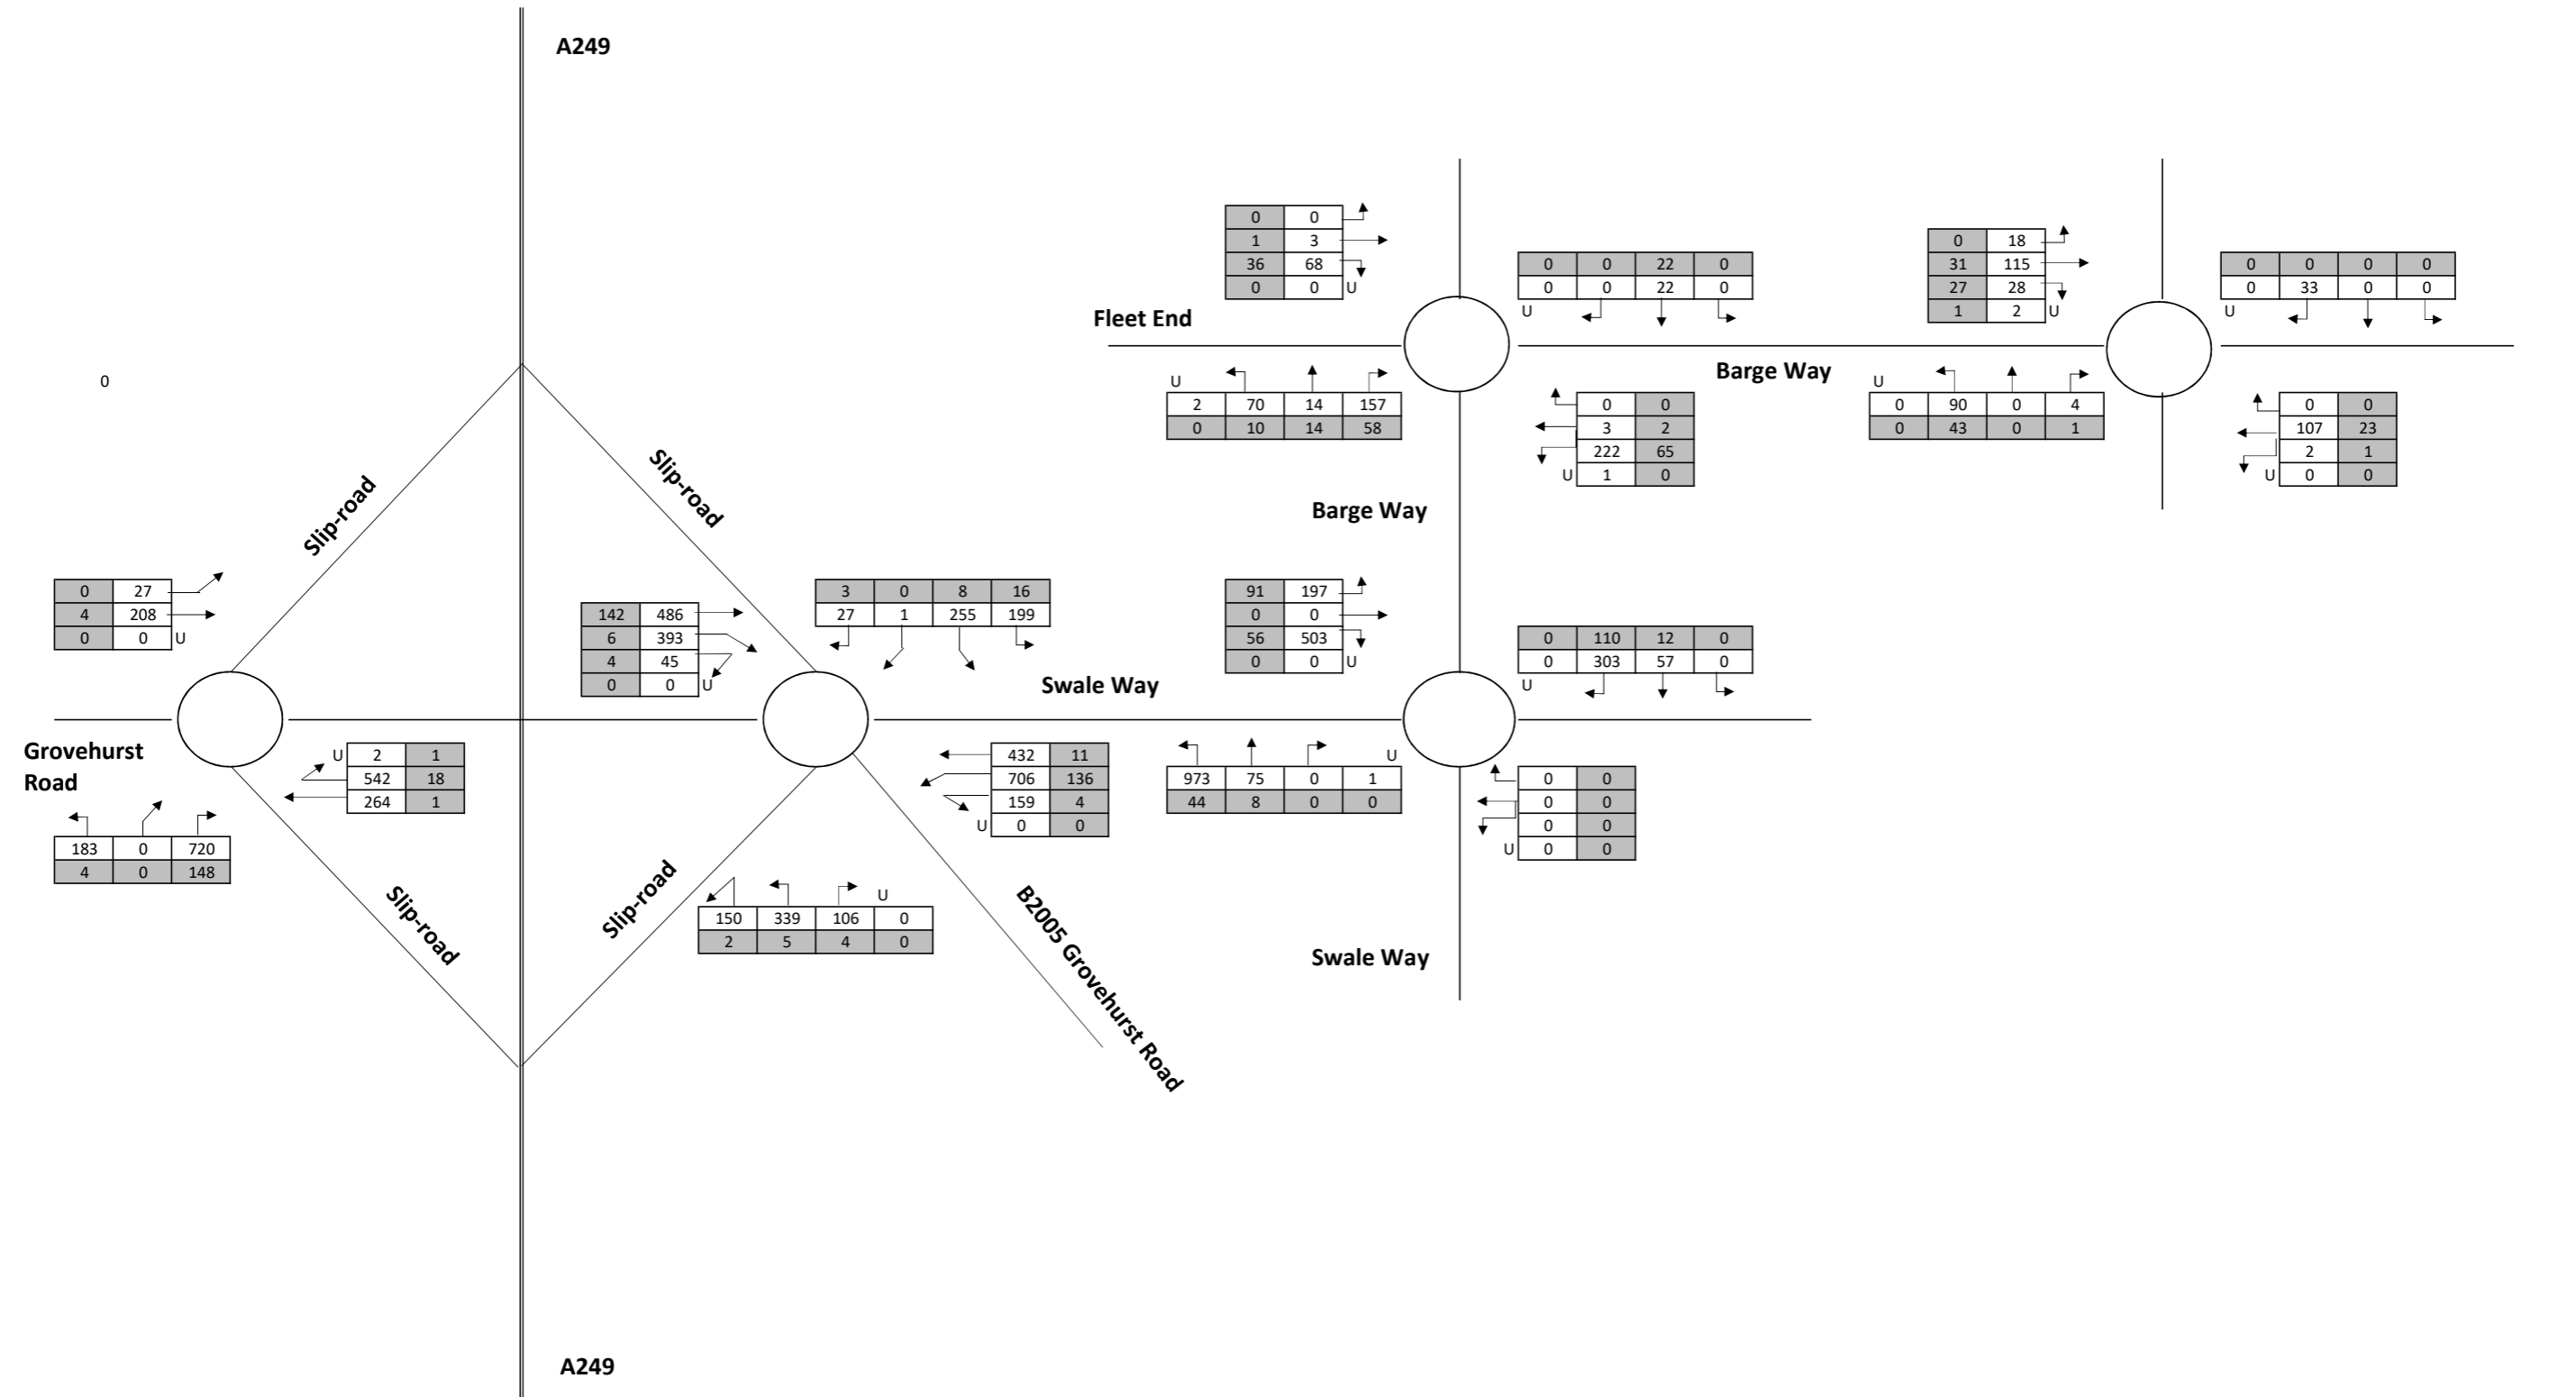 A249
0 0
1 3
36 68
0 0 U
0 0 22 0
0 0 22 0
U
0 18
31 115
27 28
1 2 U
0 0 0 0
0 33 0 0
U
Fleet End
Barge Way
U
2 70 14 157
0 10 14 58
0 0
3 2
222 65
U 1 0
U
0 90 0 4
0 43 0 1
0 0
107 23
2 1
U 0 0
0
Slip-road
Slip-road
Barge Way
0 27
4 208
0 0 U
142 486
6 393
4 45
0 0 U
3 0 8 16
27 1 255 199
91 197
0 0
56 503
0 0 U
0 110 12 0
0 303 57 0
U
Swale Way
Grovehurst
Road
U 2 1
542 18
264 1
432 11
706 136
159 4
U 0 0
U
973 75 0 1
44 8 0 0
0 0
0 0
0 0
U 0 0
183 0 720
4 0 148
Slip-road
Slip-road
U
150 339 106 0
2 5 4 0
B2005 Grovehurst Road
Swale Way
A249